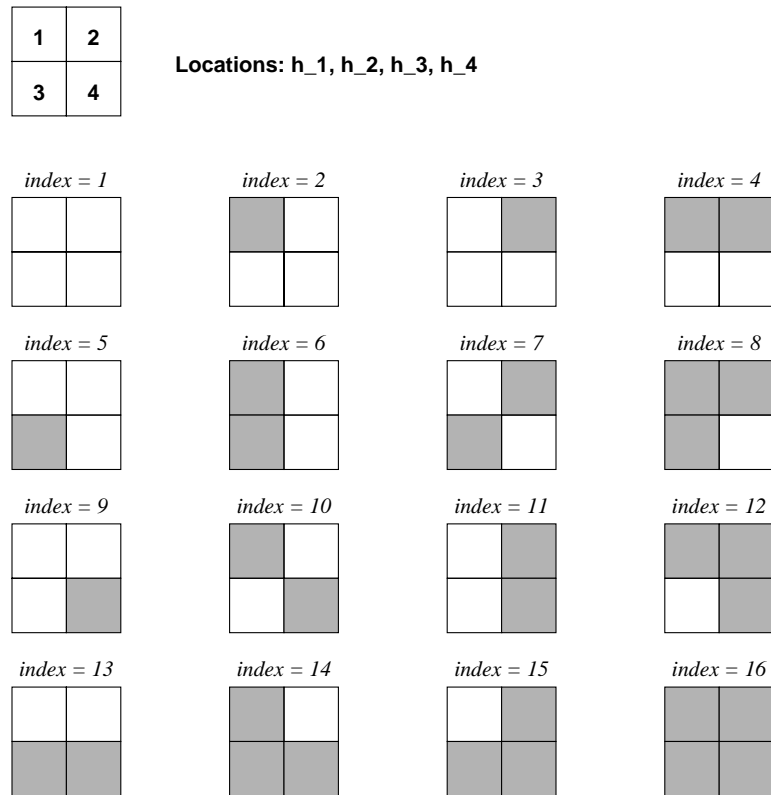 1 2
Locations: h_1, h_2, h_3, h_4
3 4
index = 1 index = 2 index = 3 index = 4
index = 5 index = 6 index = 7 index = 8
index = 9 index = 10 index = 11 index = 12
index = 13 index = 14 index = 15 index = 16